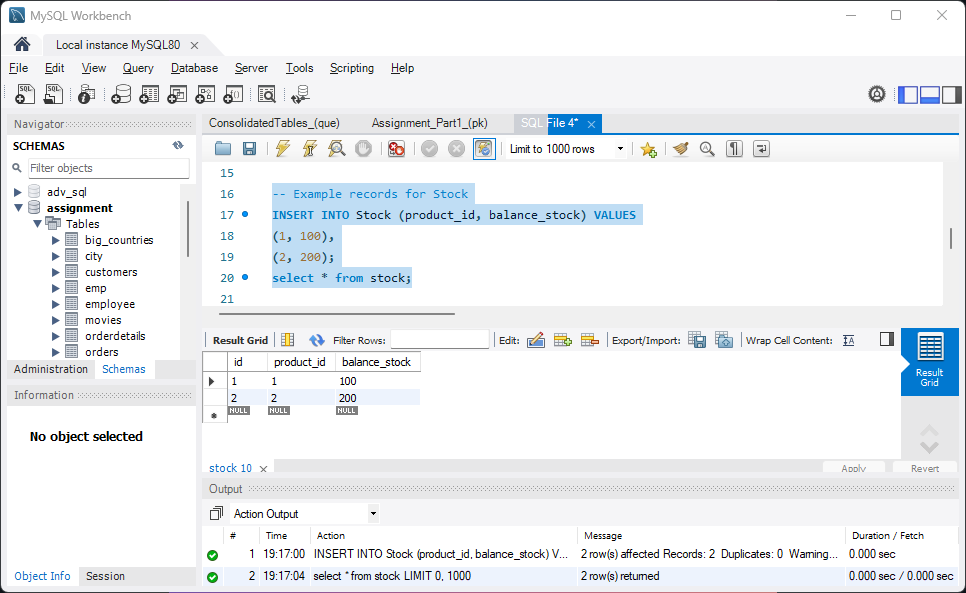 MySQL Workbench
Local instance MySQL80
File Edit View Query Database Server Tools Scripting Help
Navigator
SCHEMAS
Filter objects
adv_sql
assignment
Tables
big_countries
city
customers
emp
employee
movies
orderdetails
orders
Administration Schemas
Information
No object selected
Object Info Session
ConsolidatedTables_(que) Assignment_Part1_(pk) SQL File 4*
Limit to 1000 rows
15
16 -- Example records for Stock
17 INSERT INTO Stock (product_id, balance_stock) VALUES
18 (1, 100),
19 (2, 200);
20 select * from stock;
21
Result Grid Filter Rows: Edit: Export/Import: Wrap Cell Content: IA
id product_id balance_stock
1 1 100
2 2 200
NULL NULL NULL
Result
Grid
stock 10 Apply Revert
Output
Action Output
# Time Action Message Duration / Fetch
1 19:17:00 INSERT INTO Stock (product_id, balance_stock) V... 2 row(s) affected Records: 2 Duplicates: 0 Warning... 0.000 sec
2 19:17:04 select * from stock LIMIT 0, 1000 2 row(s) returned 0.000 sec / 0.000 sec